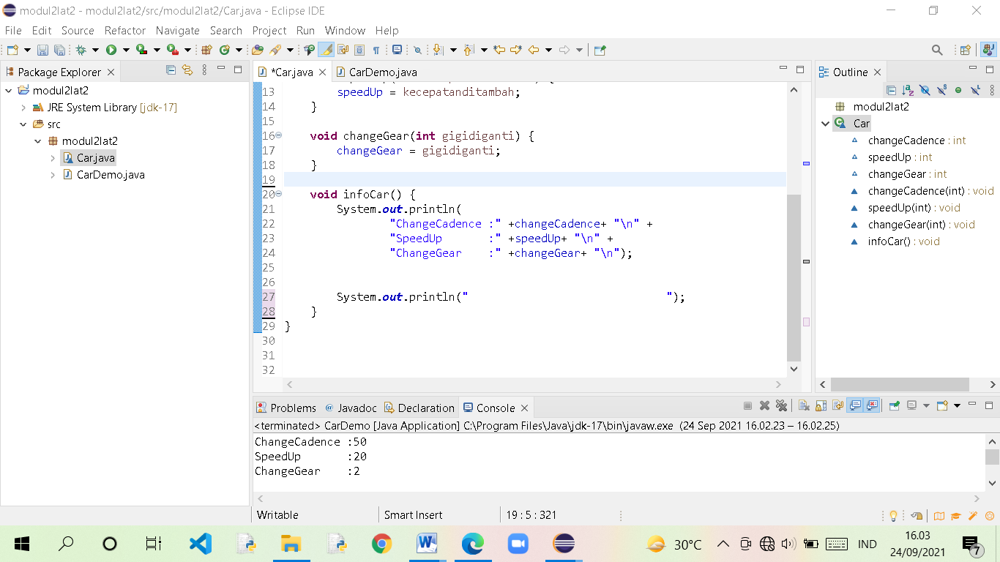 modul2lat2 - modul2lat2/src/modul2lat2/Car.java - Eclipse IDE
File Edit Source Refactor Navigate Search Project Run Window Help
Package Explorer
modul2lat2
JRE System Library [jdk-17]
src
modul2lat2
Car.java
CarDemo.java
*Car.java CarDemo.java
13 speedUp = kecepatanditambah;
14 }
15
16 void changeGear(int gigidiganti) {
17 changeGear = gigidiganti;
18 }
19
20 void infoCar() {
21 System.out.println(
22 "ChangeCadence :" +changeCadence+ "\n" +
23 "SpeedUp       :" +speedUp+ "\n" +
24 "ChangeGear    :" +changeGear+ "\n");
25
26
27 System.out.println("                              ");
28 }
29 }
30
31
32
Outline
modul2lat2
Car
changeCadence : int
speedUp : int
changeGear : int
changeCadence(int) : void
speedUp(int) : void
changeGear(int) : void
infoCar() : void
Problems @ Javadoc Declaration Console
<terminated> CarDemo [Java Application] C:\Program Files\Java\jdk-17\bin\javaw.exe (24 Sep 2021 16.02.23 – 16.02.25)
ChangeCadence :50
SpeedUp       :20
ChangeGear    :2
Writable Smart Insert 19 : 5 : 321
30°C IND 16.03
24/09/2021
7